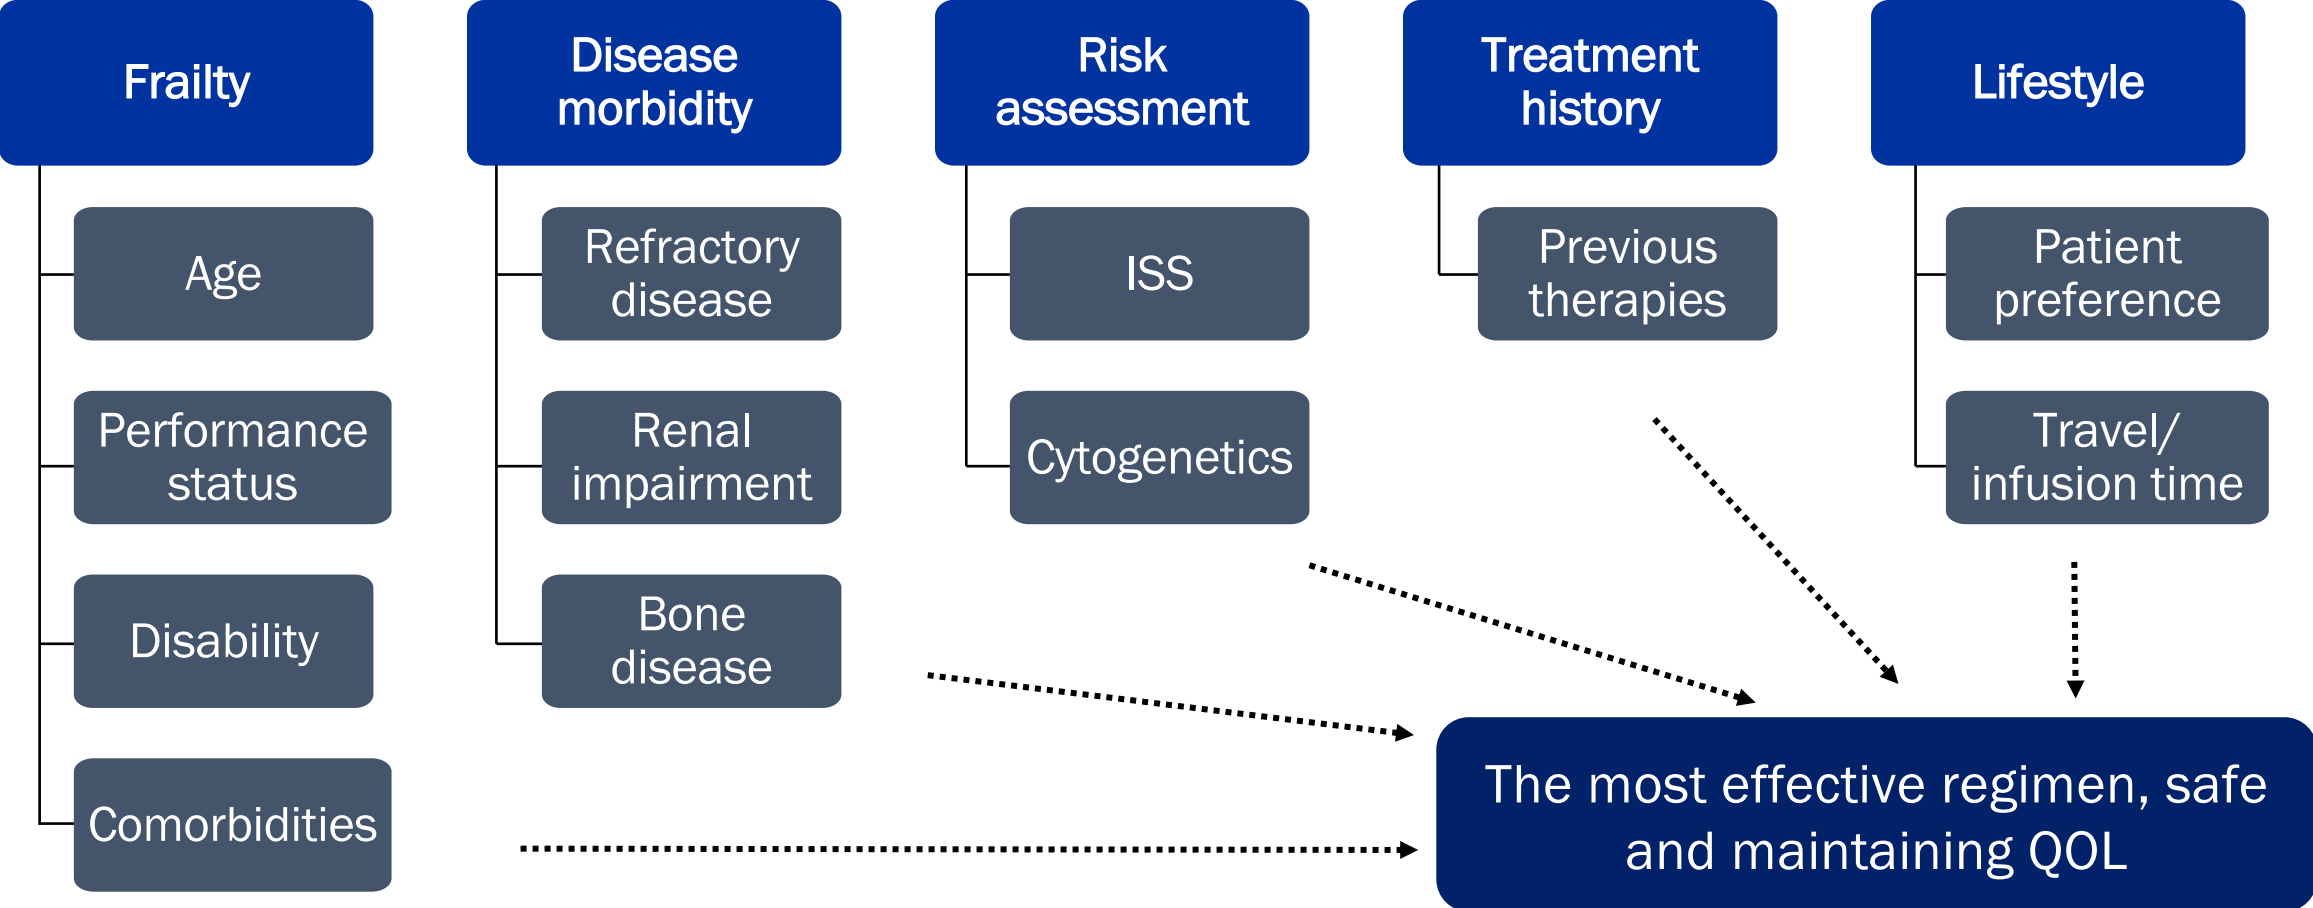 Frailty
Age
Performance
status
Disability
Comorbidities
Disease
morbidity
Refractory
disease
Renal
impairment
Bone
disease
Risk
assessment
ISS
Cytogenetics
Treatment
history
Previous
therapies
Lifestyle
Patient
preference
Travel/
infusion time
The most effective regimen, safe
and maintaining QOL